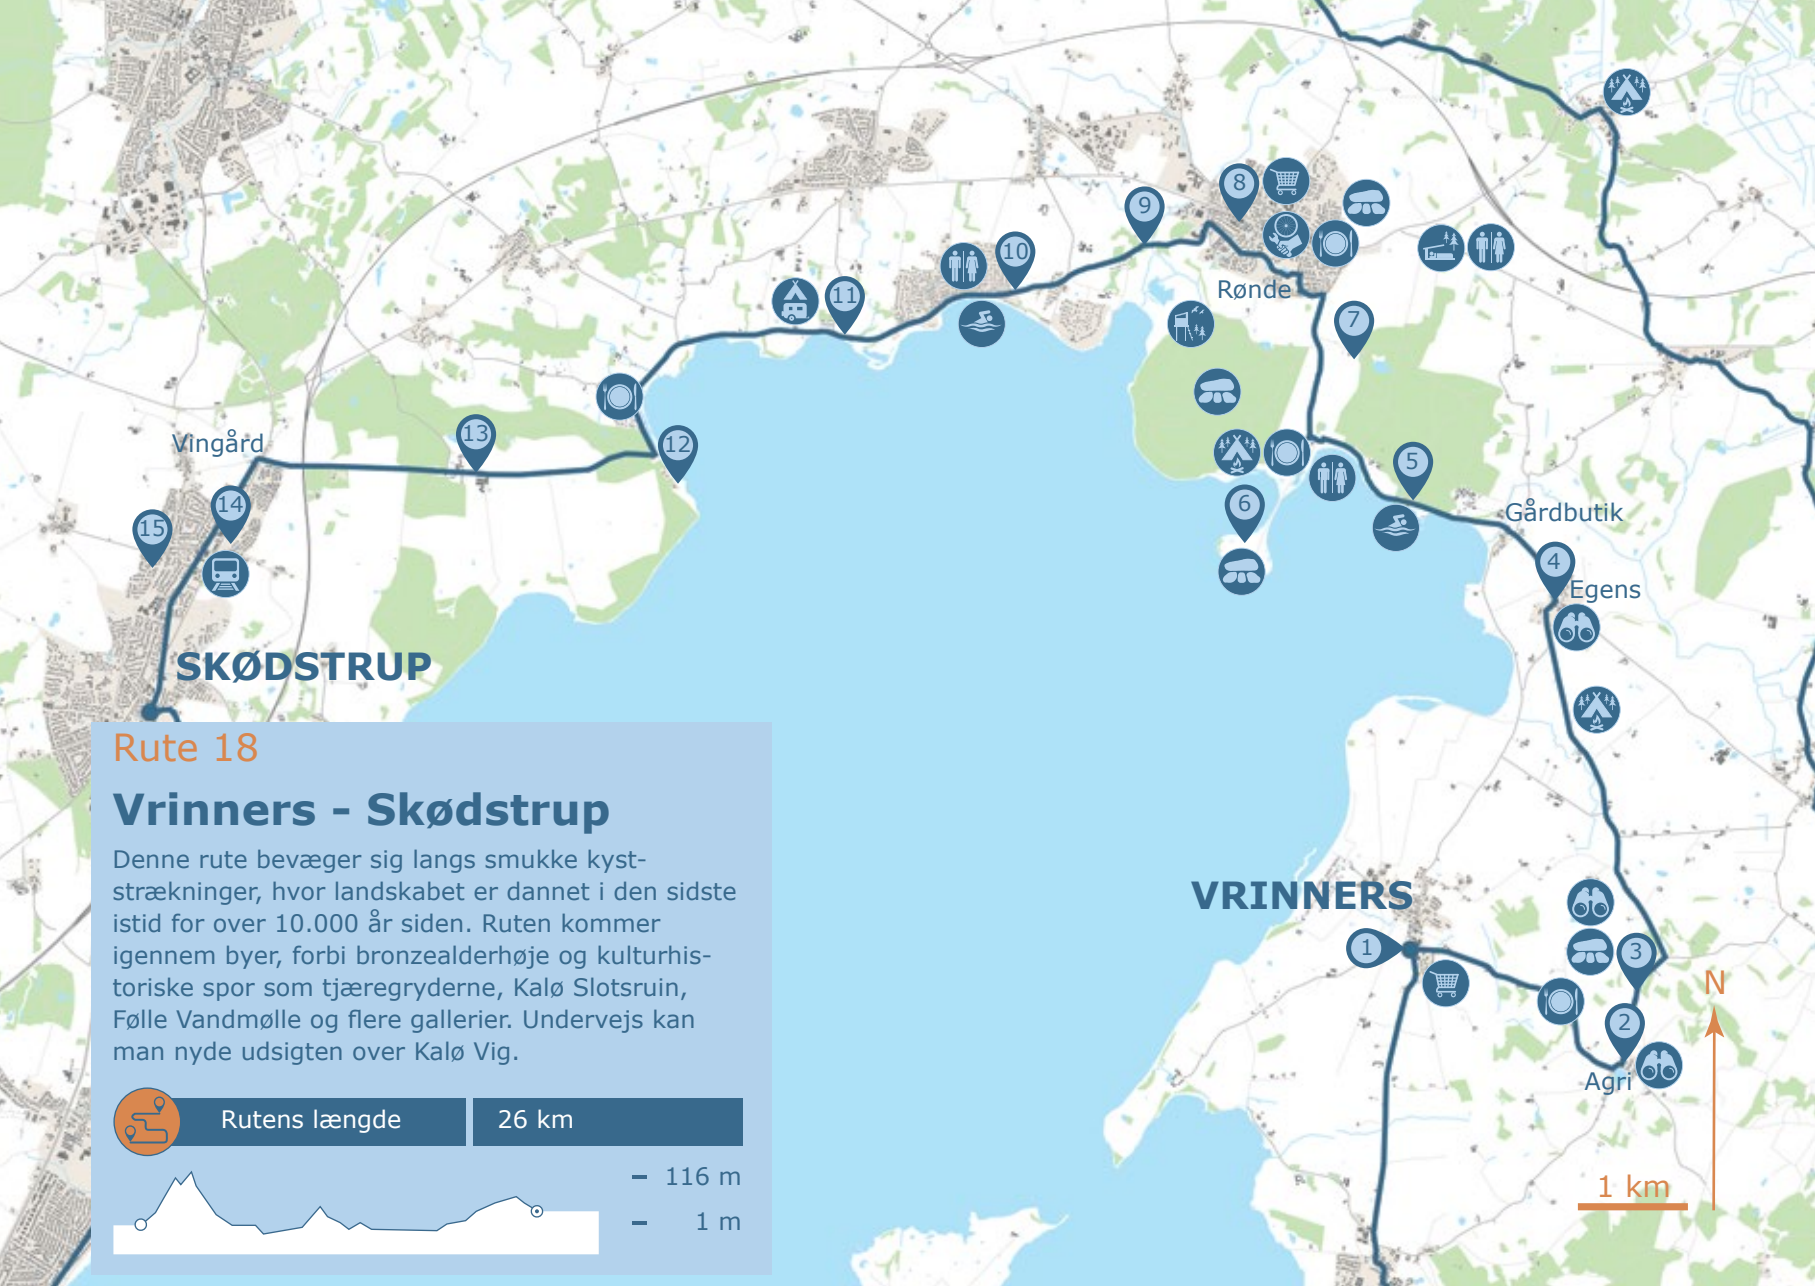 8
9
10
Rønde
11
7
Vingård
13
12
5
14
6
Gårdbutik
15
4
Egens
SKØDSTRUP
Rute 18
Vrinners - Skødstrup
Denne rute bevæger sig langs smukke kyst-
strækninger, hvor landskabet er dannet i den sidste
istid for over 10.000 år siden. Ruten kommer
igennem byer, forbi bronzealderhøje og kulturhis-
toriske spor som tjæregryderne, Kalø Slotsruin,
Følle Vandmølle og flere gallerier. Undervejs kan
man nyde udsigten over Kalø Vig.
Rutens længde 26 km
116 m
1 m
VRINNERS
1
3
N
2
Agri
1 km